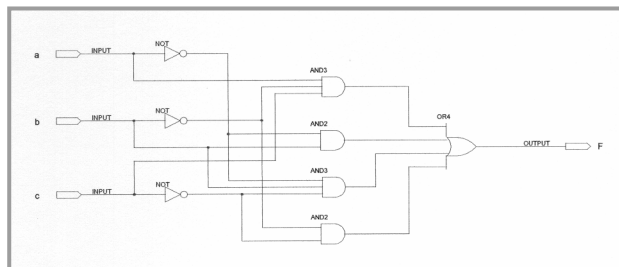 a INPUT NOT
AND3
b INPUT NOT
OR4
AND2
OUTPUT F
AND3
c INPUT NOT
AND2